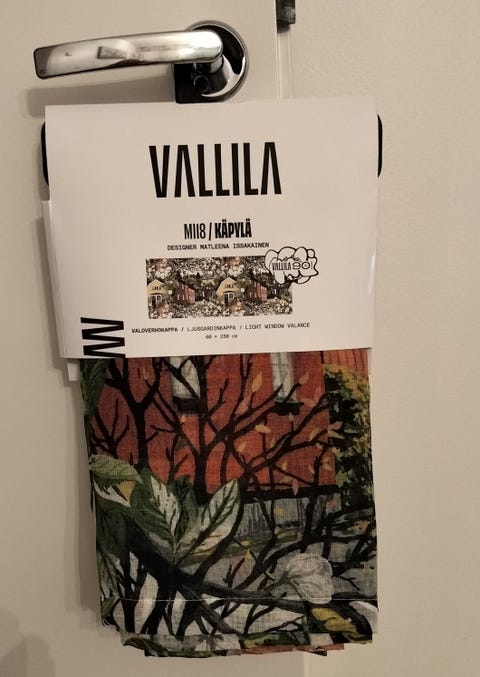 VALLILA
M118 / KÄPYLÄ
DESIGNER MATLEENA ISSAKAINEN
VALLILA 90
VALOVERHOKAPPA / LJUSGARDINKAPPA / LIGHT WINDOW VALANCE
60 × 250 cm